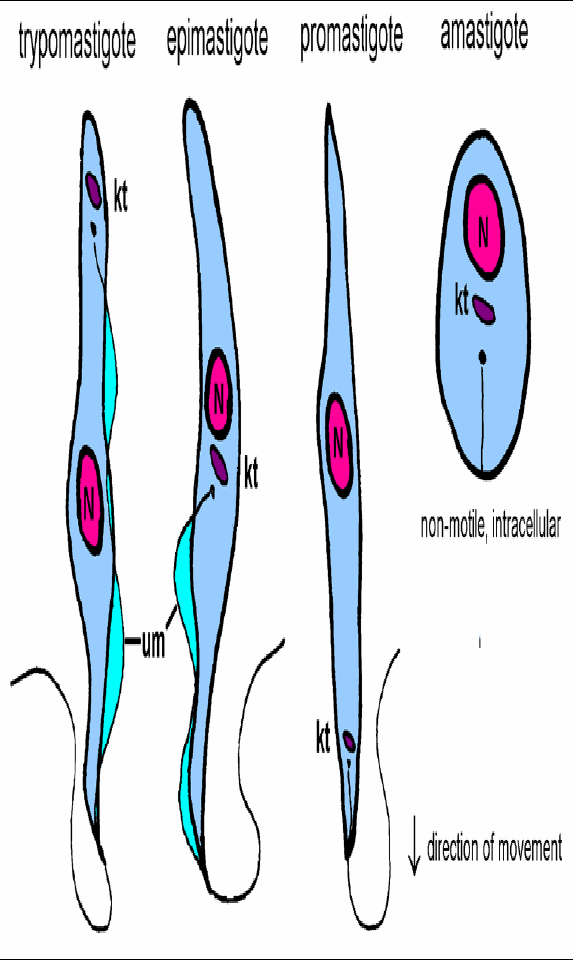 trypomastigote epimastigote promastigote amastigote
kt
N
kt
N
kt
N
N
kt
non-motile, intracellular
um
kt
direction of movement